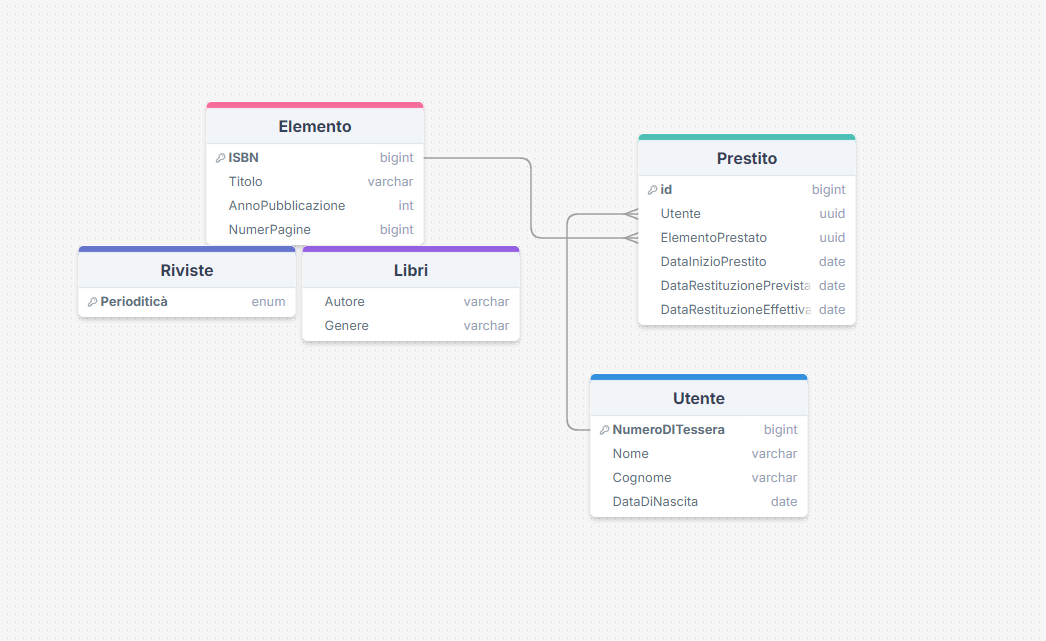 Elemento
ISBN bigint
Titolo varchar
AnnoPubblicazione int
NumerPagine bigint
Riviste
Perioditicà enum
Libri
Autore varchar
Genere varchar
Prestito
id bigint
Utente uuid
ElementoPrestato uuid
DataInizioPrestito date
DataRestituzionePrevista date
DataRestituzioneEffettiva date
Utente
NumeroDITessera bigint
Nome varchar
Cognome varchar
DataDiNascita date